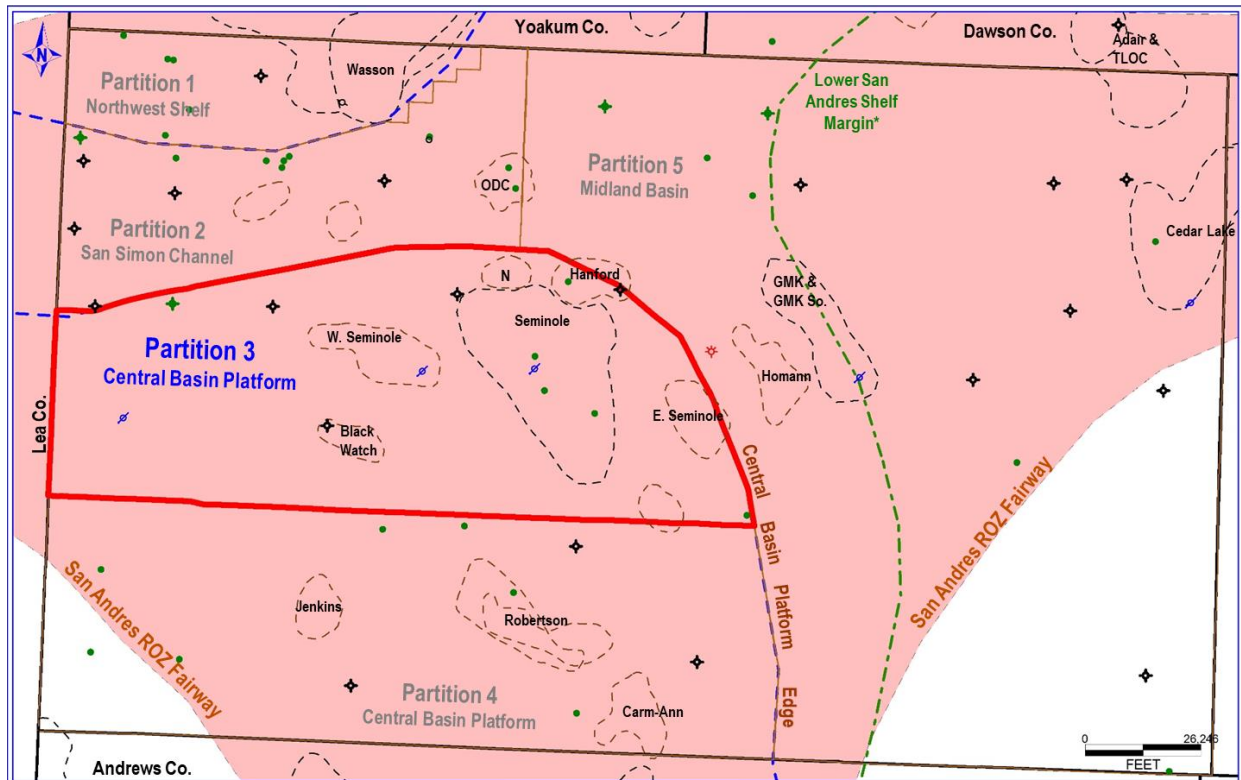 Yoakum Co.
Dawson Co.
N
Adair &
TLOC
Wasson
Partition 1
Northwest Shelf
Lower San
Andres Shelf
Margin*
Partition 5
Midland Basin
ODC
Partition 2
San Simon Channel
Cedar Lake
N
Hanford
GMK &
GMK So.
Seminole
W. Seminole
Partition 3
Central Basin Platform
Homann
E. Seminole
Lea Co.
Black
Watch
Central Basin Platform Edge
San Andres ROZ Fairway
San Andres ROZ Fairway
Jenkins
Robertson
Partition 4
Central Basin Platform
Carm-Ann
0 26,246
FEET
Andrews Co.